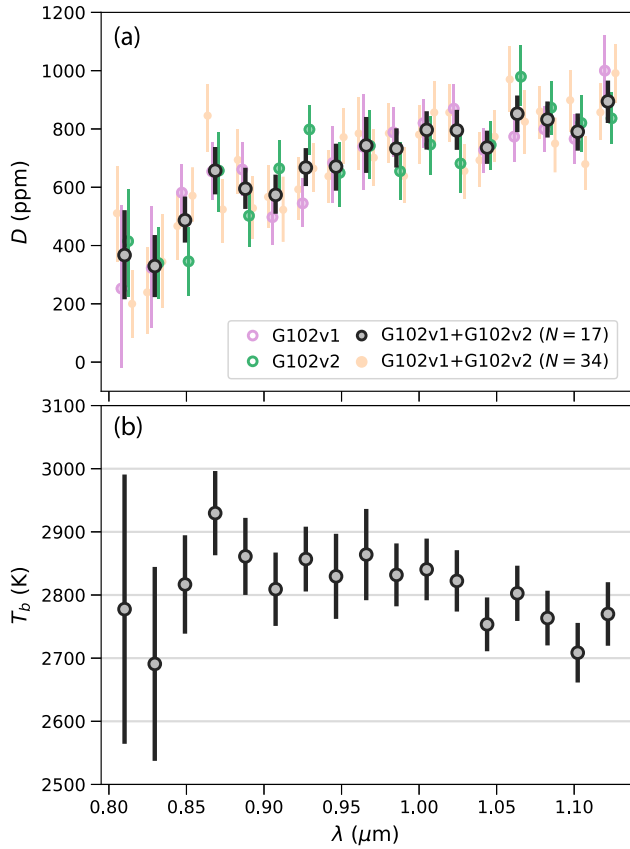 1200
(a)
1000
800
600
400
200
0
D (ppm)
G102v1
G102v2
G102v1+G102v2 (N = 17)
G102v1+G102v2 (N = 34)
3100
(b)
3000
2900
2800
2700
2600
2500
T_b (K)
0.80 0.85 0.90 0.95 1.00 1.05 1.10
λ (μm)